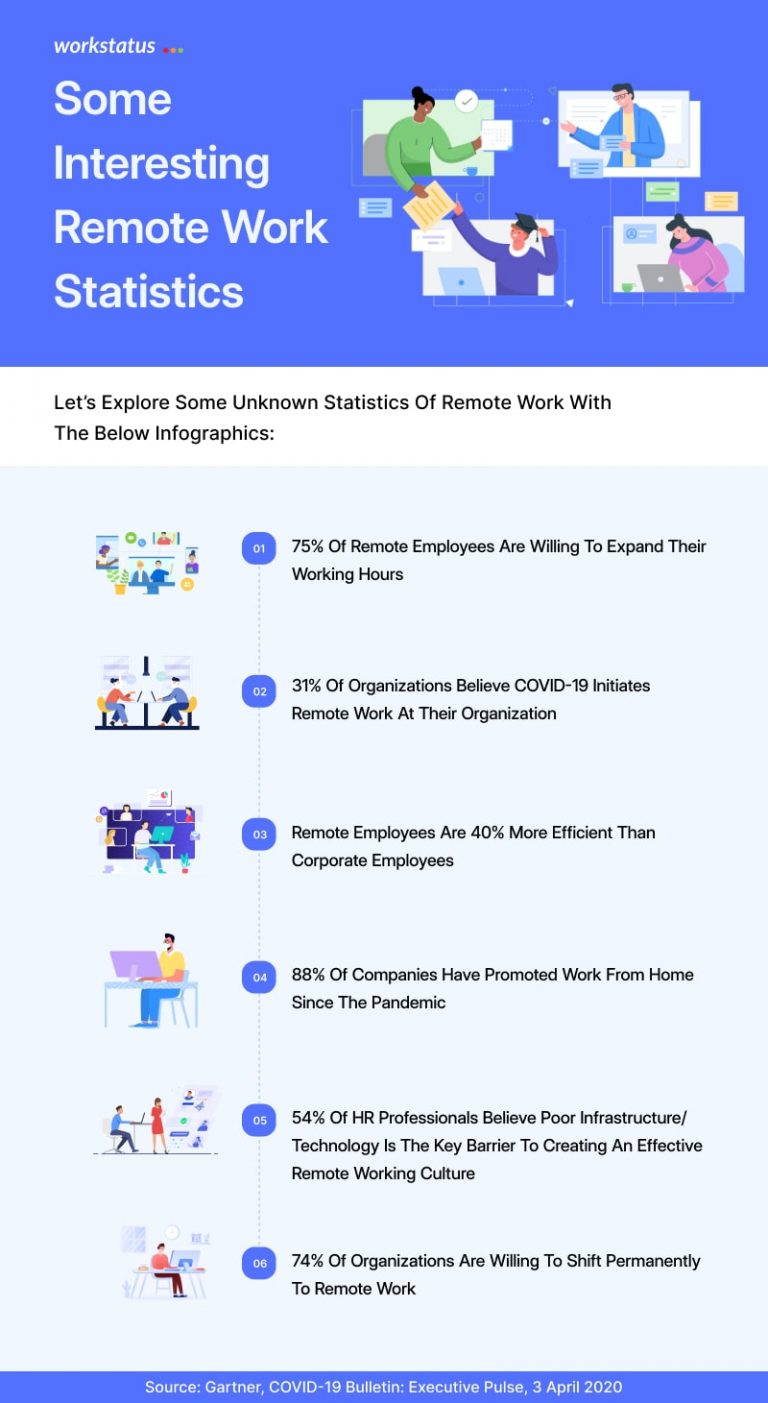 workstatus
Some
Interesting
Remote Work
Statistics
Let's Explore Some Unknown Statistics Of Remote Work With
The Below Infographics:
01
75% Of Remote Employees Are Willing To Expand Their
Working Hours
02
31% Of Organizations Believe COVID-19 Initiates
Remote Work At Their Organization
03
Remote Employees Are 40% More Efficient Than
Corporate Employees
04
88% Of Companies Have Promoted Work From Home
Since The Pandemic
05
54% Of HR Professionals Believe Poor Infrastructure/
Technology Is The Key Barrier To Creating An Effective
Remote Working Culture
06
74% Of Organizations Are Willing To Shift Permanently
To Remote Work
Source: Gartner, COVID-19 Bulletin: Executive Pulse, 3 April 2020